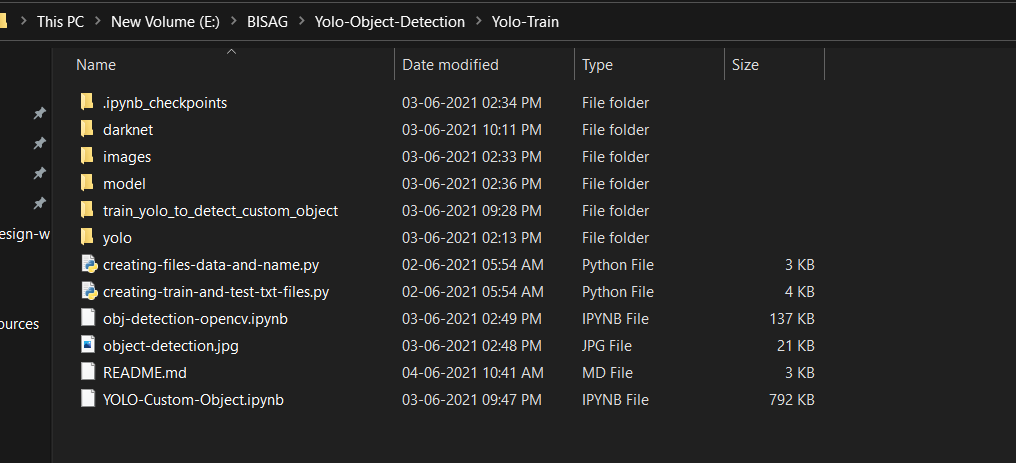 This PC > New Volume (E:) > BISAG > Yolo-Object-Detection > Yolo-Train
Name Date modified Type Size
.ipynb_checkpoints 03-06-2021 02:34 PM File folder
darknet 03-06-2021 10:11 PM File folder
images 03-06-2021 02:33 PM File folder
model 03-06-2021 02:36 PM File folder
train_yolo_to_detect_custom_object 03-06-2021 09:28 PM File folder
esign-w
yolo 03-06-2021 02:13 PM File folder
creating-files-data-and-name.py 02-06-2021 05:54 AM Python File 3 KB
creating-train-and-test-txt-files.py 02-06-2021 05:54 AM Python File 4 KB
ources
obj-detection-opencv.ipynb 03-06-2021 02:49 PM IPYNB File 137 KB
object-detection.jpg 03-06-2021 02:48 PM JPG File 21 KB
README.md 04-06-2021 10:41 AM MD File 3 KB
YOLO-Custom-Object.ipynb 03-06-2021 09:47 PM IPYNB File 792 KB